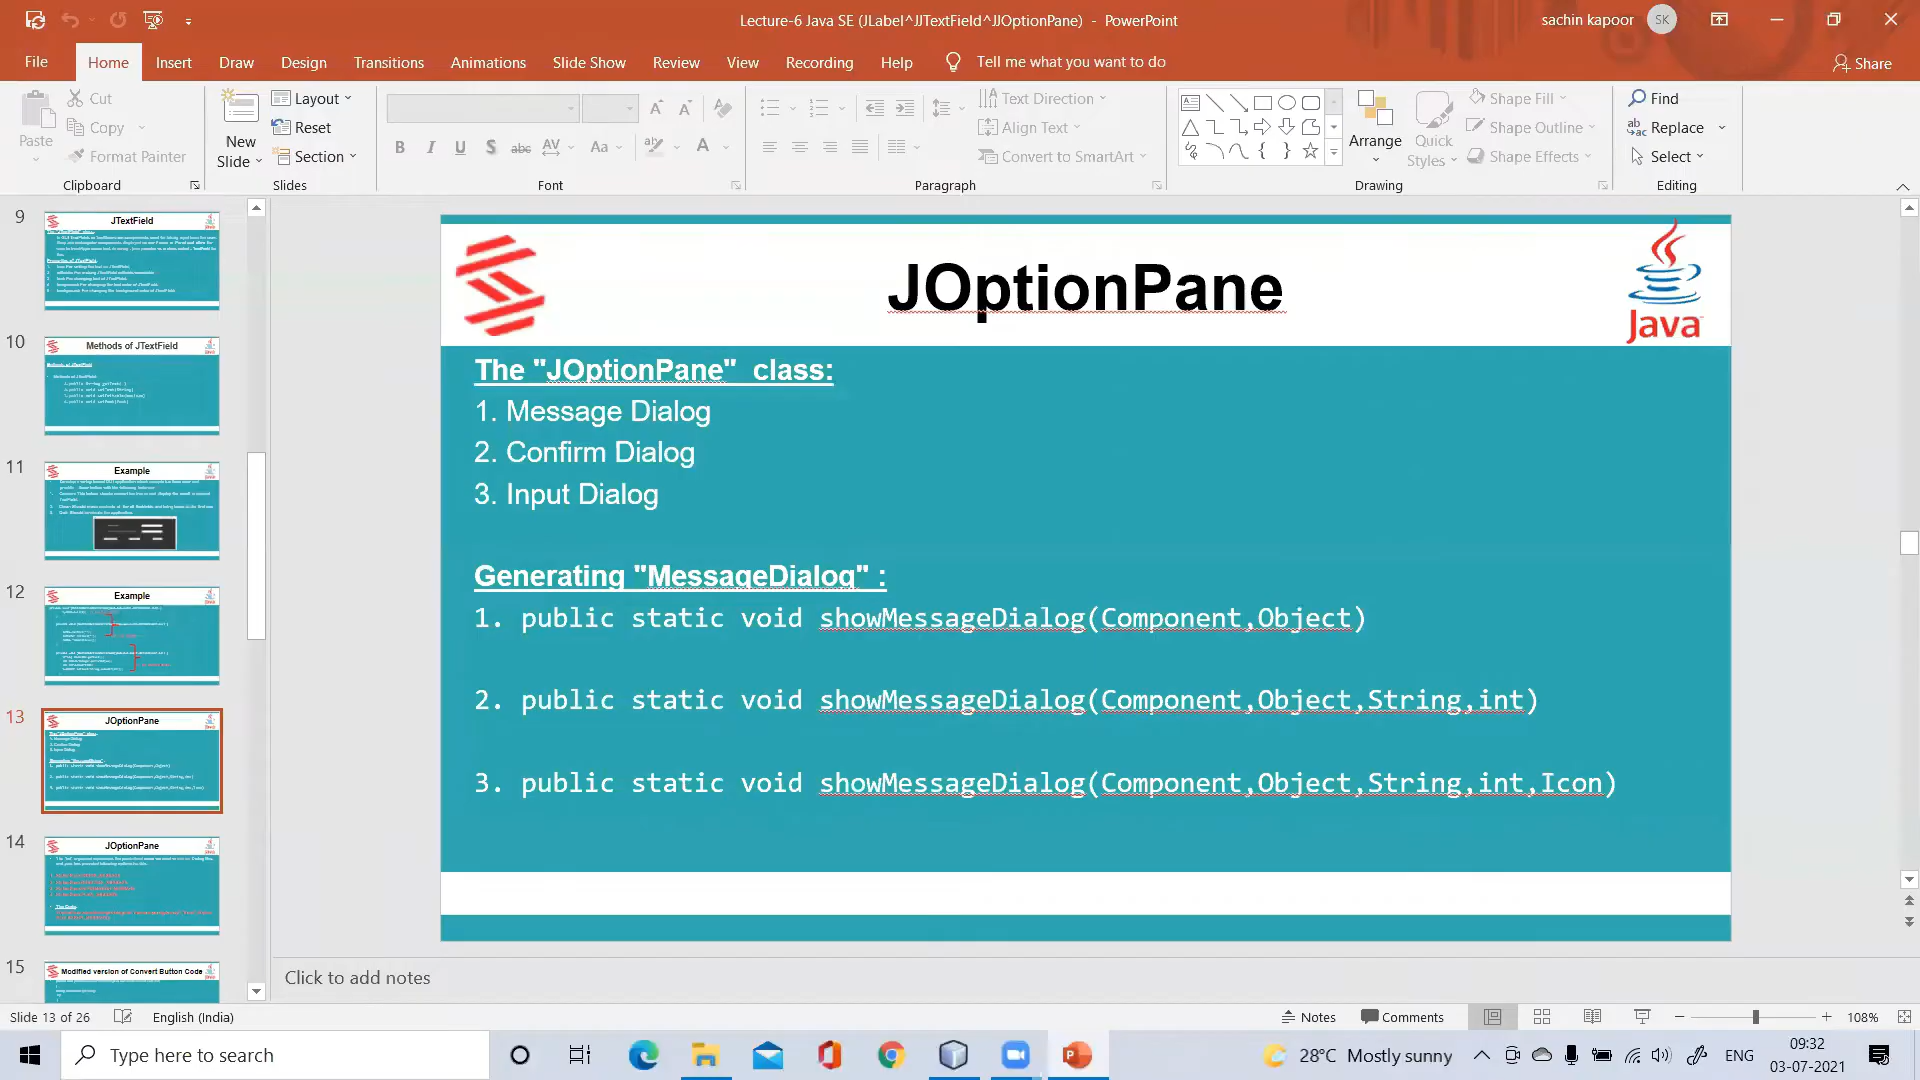 Lecture-6 Java SE (JLabel^JJTextField^JJOptionPane) - PowerPoint
sachin kapoor
SK
File
Home
Insert
Draw
Design
Transitions
Animations
Slide Show
Review
View
Recording
Help
Tell me what you want to do
Share
Paste
Cut
Copy
Format Painter
Clipboard
New
Slide
Layout
Reset
Section
Slides
Font
Text Direction
Align Text
Convert to SmartArt
Paragraph
Arrange
Quick
Styles
Shape Fill
Shape Outline
Shape Effects
Drawing
Find
Replace
Select
Editing
9
JTextField
10
Methods of JTextField
11
Example
12
Example
13
JOptionPane
14
JOptionPane
15
Modified version of Convert Button Code
JOptionPane
Java
The "JOptionPane" class:
1. Message Dialog
2. Confirm Dialog
3. Input Dialog
Generating "MessageDialog" :
1. public static void showMessageDialog(Component,Object)
2. public static void showMessageDialog(Component,Object,String,int)
3. public static void showMessageDialog(Component,Object,String,int,Icon)
Click to add notes
Slide 13 of 26
English (India)
Notes
Comments
108%
Type here to search
28°C Mostly sunny
ENG
09:32
03-07-2021